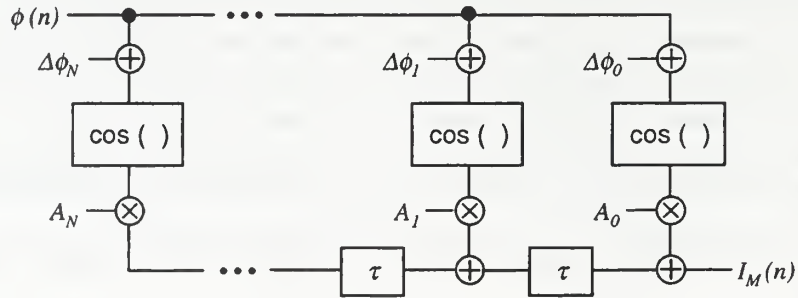 ϕ(n) •••
Δϕ_N Δϕ_1 Δϕ_0
cos ( ) cos ( ) cos ( )
A_N A_1 A_0
••• τ τ I_M(n)